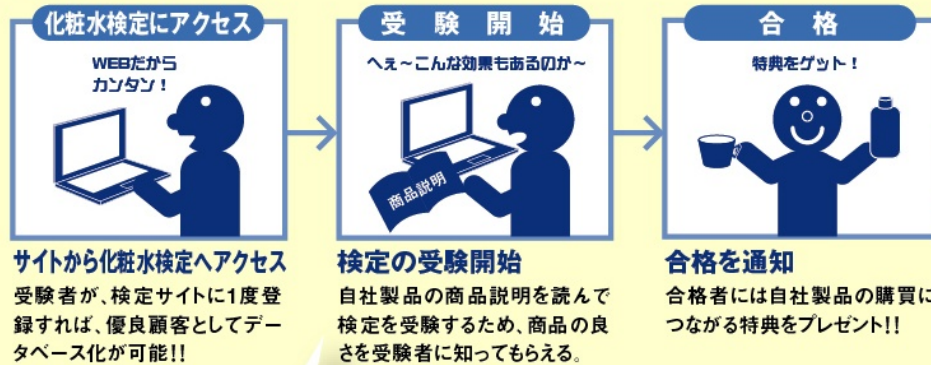 化粧水検定にアクセス
WEBだから
カンタン！
サイトから化粧水検定へアクセス
受験者が、検定サイトに1度登
録すれば、優良顧客としてデー
タベース化が可能!!
受験開始
へぇ～こんな効果もあるのか～
商品説明
検定の受験開始
自社製品の商品説明を読んで
検定を受験するため、商品の良
さを受験者に知ってもらえる。
合格
特典をゲット！
合格を通知
合格者には自社製品の購買に
つながる特典をプレゼント!!